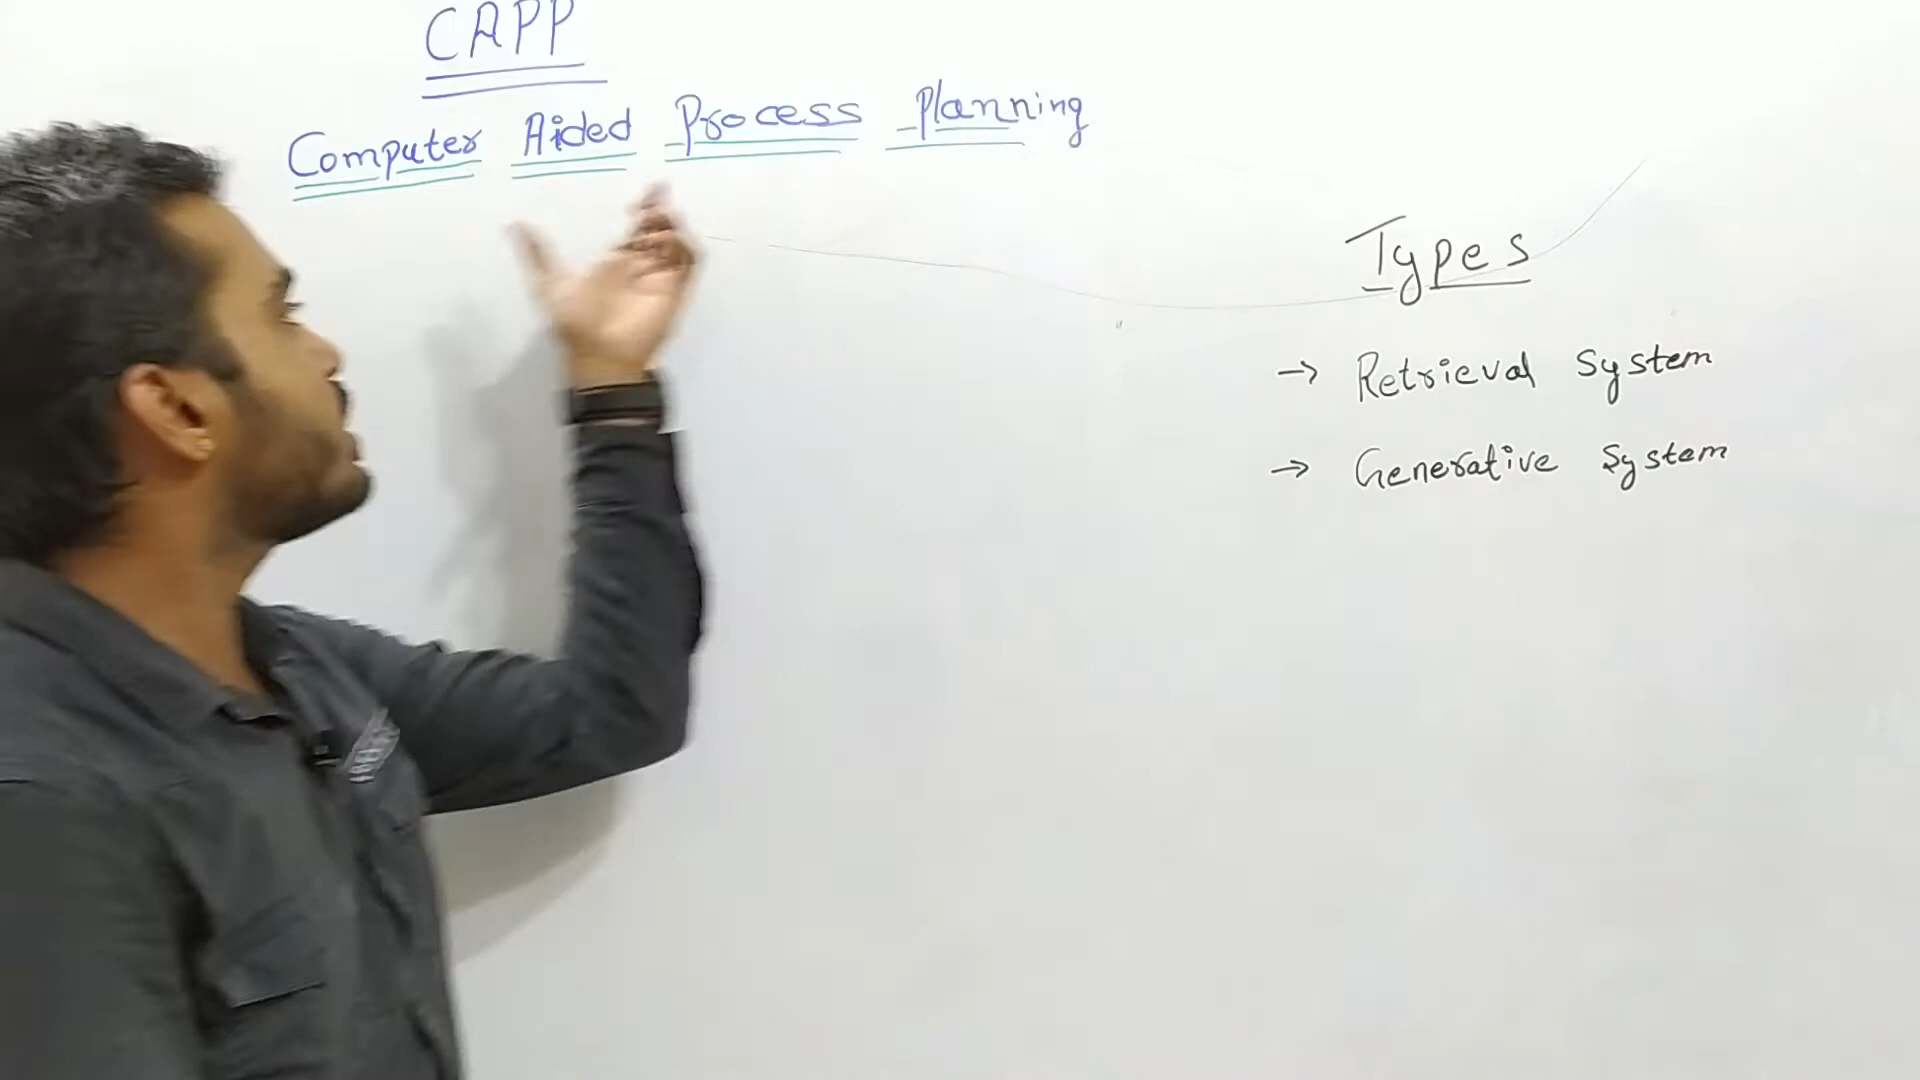 CAPP
Computer Aided Process Planning
Types
→ Retrieval System
→ Generative System